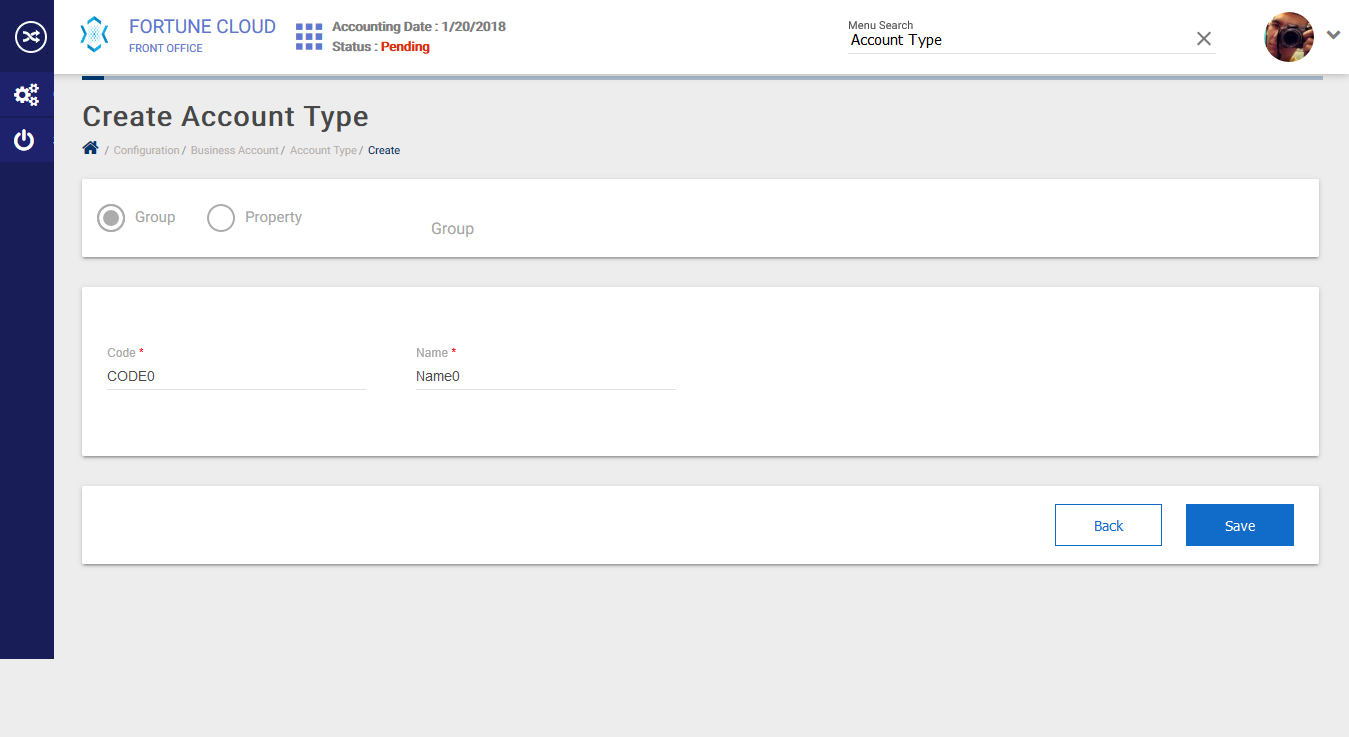 FORTUNE CLOUD
FRONT OFFICE
Accounting Date : 1/20/2018
Status : Pending
Menu Search
Account Type
Create Account Type
/ Configuration / Business Account / Account Type / Create
Group
Property
Group
Code *
Name *
CODE0
Name0
Back
Save